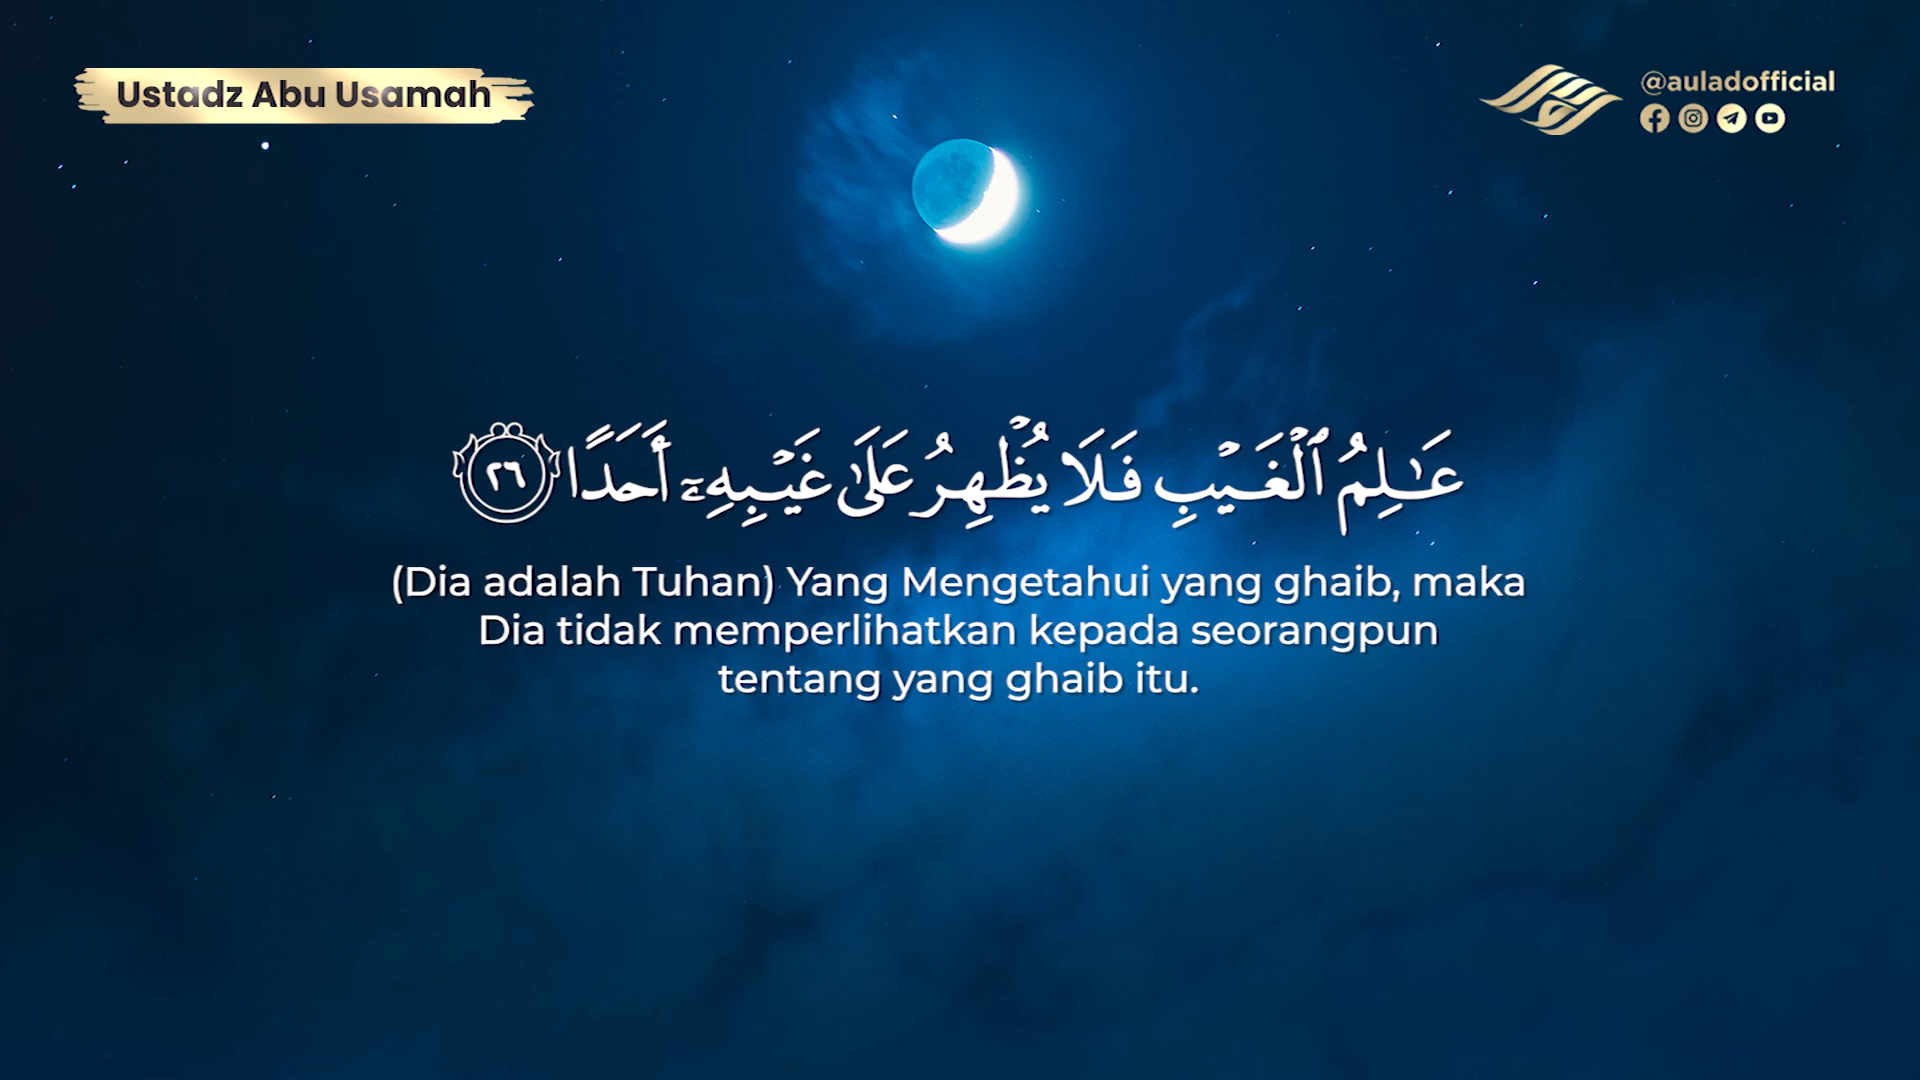 Ustadz Abu Usamah
@auladofficial
عَـٰلِمُ ٱلْغَيْبِ فَلَا يُظْهِرُ عَلَىٰ غَيْبِهِۦٓ أَحَدًا ٢٦
(Dia adalah Tuhan) Yang Mengetahui yang ghaib, maka
Dia tidak memperlihatkan kepada seorangpun
tentang yang ghaib itu.